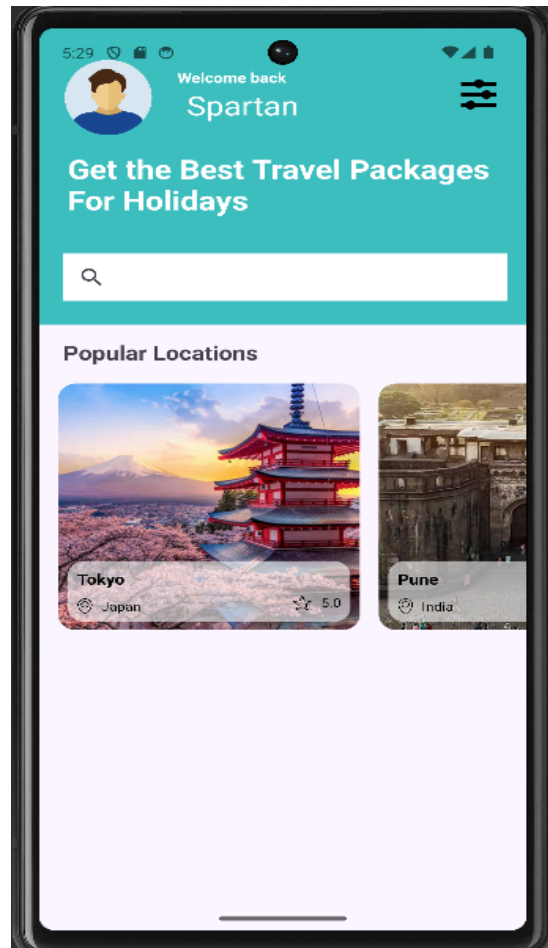 5:29
Welcome back
Spartan
Get the Best Travel Packages
For Holidays
Popular Locations
Tokyo
Japan
5.0
Pune
India